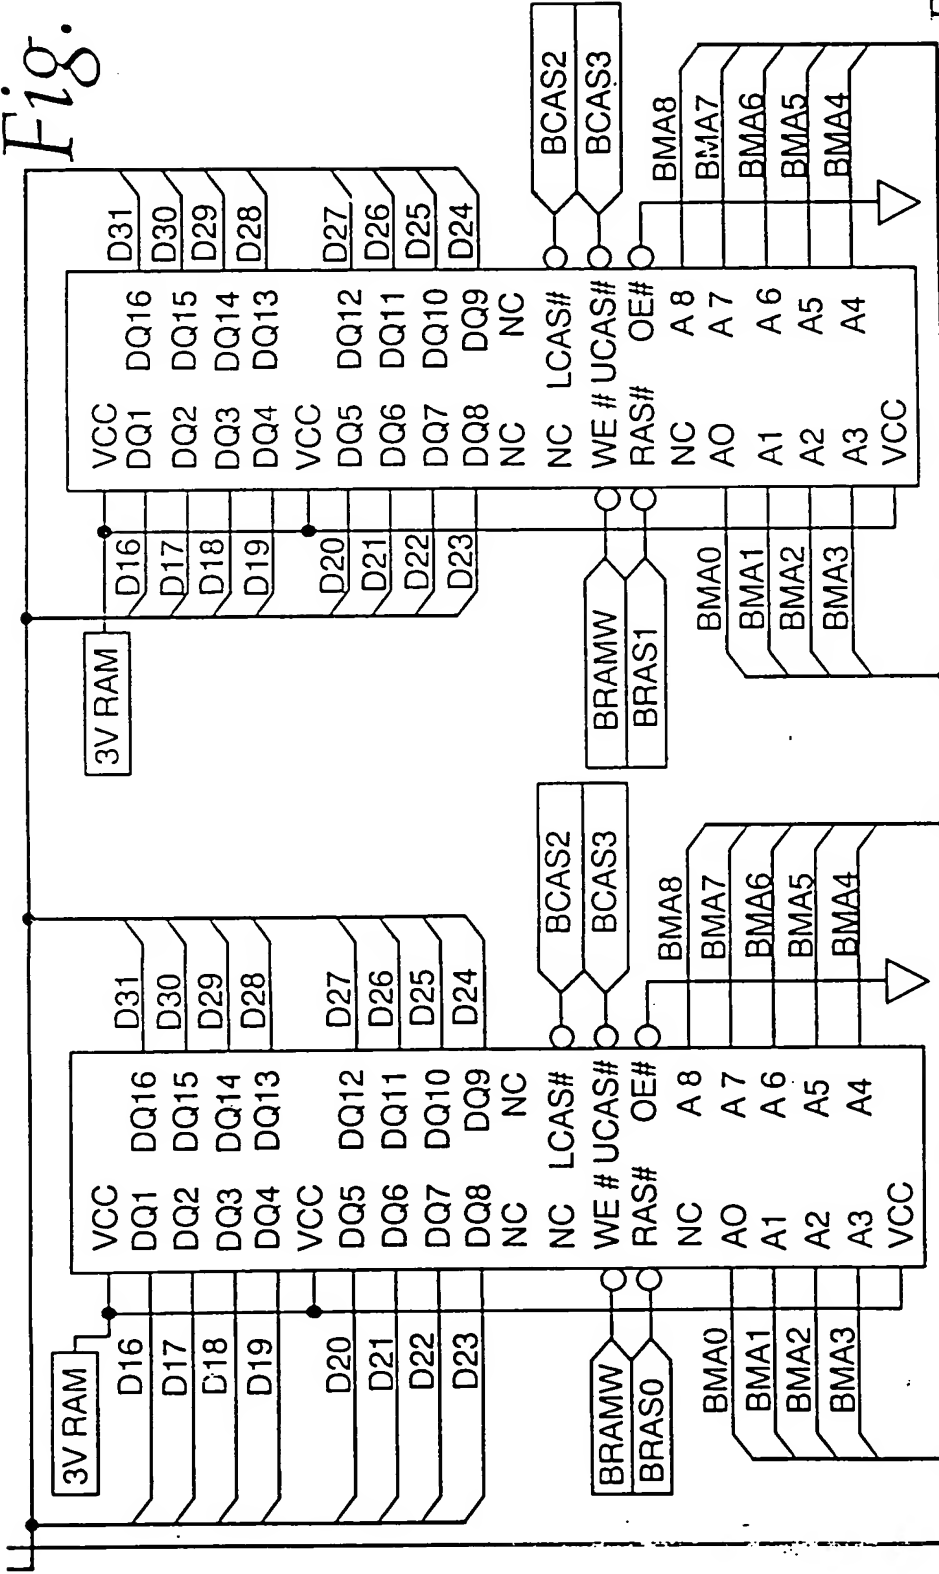 Fig.
3V RAM
D16
D17
D18
D19
D20
D21
D22
D23
BRAMW
BRAS0
BMA0
BMA1
BMA2
BMA3
VCC
DQ1 DQ16
DQ2 DQ15
DQ3 DQ14
DQ4 DQ13
VCC
DQ5 DQ12
DQ6 DQ11
DQ7 DQ10
DQ8 DQ9
NC NC
NC LCAS#
WE # UCAS#
RAS# OE#
NC A 8
AO A 7
A1 A 6
A2 A5
A3 A4
VCC
D31
D30
D29
D28
D27
D26
D25
D24
BCAS2
BCAS3
BMA8
BMA7
BMA6
BMA5
BMA4
3V RAM
D16
D17
D18
D19
D20
D21
D22
D23
BRAMW
BRAS1
BMA0
BMA1
BMA2
BMA3
VCC
DQ1 DQ16
DQ2 DQ15
DQ3 DQ14
DQ4 DQ13
VCC
DQ5 DQ12
DQ6 DQ11
DQ7 DQ10
DQ8 DQ9
NC NC
NC LCAS#
WE # UCAS#
RAS# OE#
NC A 8
AO A 7
A1 A 6
A2 A5
A3 A4
VCC
D31
D30
D29
D28
D27
D26
D25
D24
BCAS2
BCAS3
BMA8
BMA7
BMA6
BMA5
BMA4